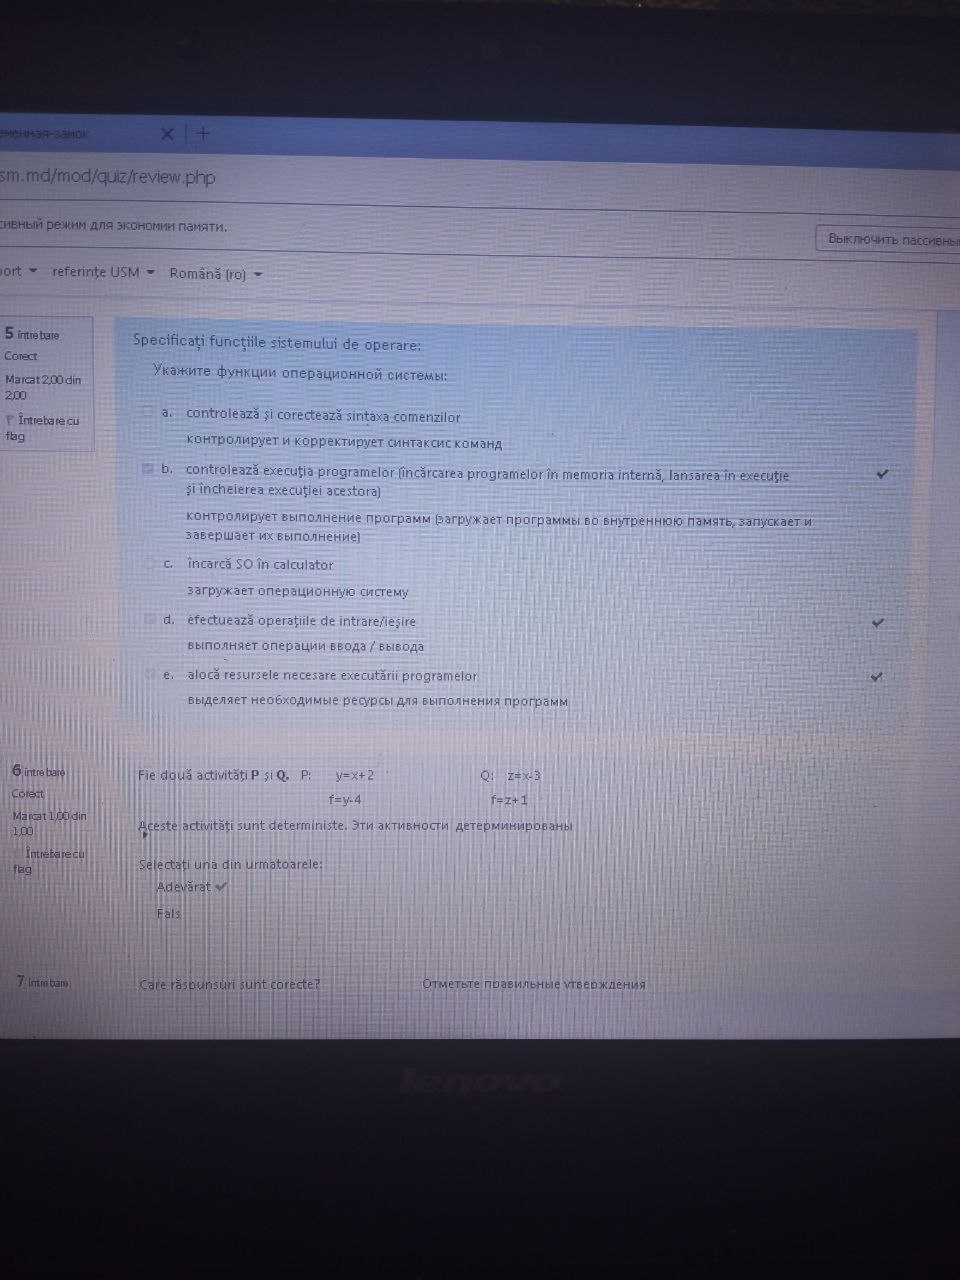 ененная-замок
sm.md/mod/quiz/review.php
сивный режим для экономии памяти.
Выключить пассивны
port referințe USM Română (ro)
5 întrebare
Corect
Marcat 2,00 din
2,00
Întrebare cu
flag
Specificați funcțiile sistemului de operare:
Укажите функции операционной системы:
a. controlează și corectează sintaxa comenzilor
контролирует и корректирует синтаксис команд
b. controlează execuția programelor (încărcarea programelor în memoria internă, lansarea în execuție
și încheierea execuției acestora)
контролирует выполнение программ (загружает программы во внутреннюю память, запускает и
завершает их выполнение)
c. încarcă SO în calculator
загружает операционную систему
d. efectuează operațiile de intrare/ieșire
выполняет операции ввода / вывода
e. alocă resursele necesare executării programelor
выделяет необходимые ресурсы для выполнения программ
6 întrebare
Corect
Marcat 1,00 din
1,00
Întrebare cu
flag
Fie două activități P și Q. P: y=x+2 Q: z=x-3
f=y-4 f=z+1
Aceste activități sunt deterministe. Эти активности детерминированы
Selectați una din urmatoarele:
Adevărat
Fals
7 întrebare
Care răspunsuri sunt corecte? Отметьте правильные утверждения
lenovo